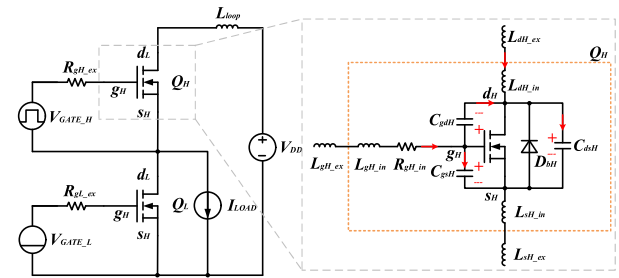 L_loop
d_L
R_gH_ex
Q_H
g_H
s_H
V_GATE_H
V_DD
d_L
R_gL_ex
Q_L
I_LOAD
g_H
s_H
V_GATE_L
L_dH_ex
Q_H
L_dH_in
d_H
C_gdH
L_gH_ex
L_gH_in
R_gH_in
g_H
D_bH
C_dsH
C_gsH
s_H
L_sH_in
L_sH_ex